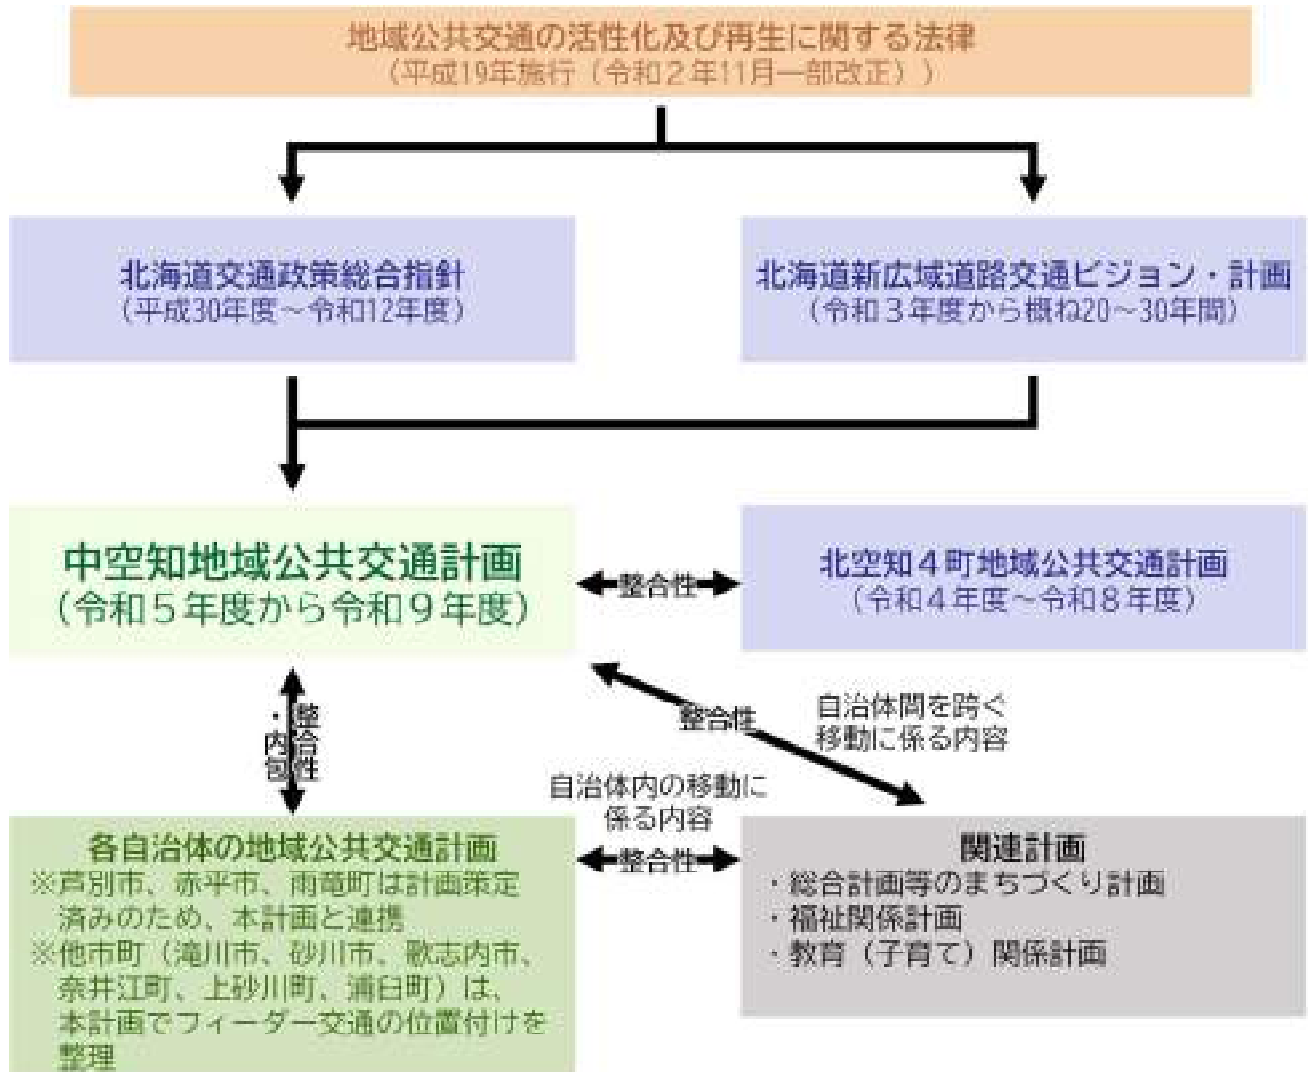 地域公共交通の活性化及び再生に関する法律
（平成19年施行（令和２年11月一部改正））
北海道交通政策総合指針
（平成30年度～令和12年度）
北海道新広域道路交通ビジョン・計画
（令和３年度から概ね20～30年間）
中空知地域公共交通計画
（令和５年度から令和９年度）
整合性
北空知４町地域公共交通計画
（令和４年度～令和８年度）
整合性
・内包
整合性
自治体間を跨ぐ
移動に係る内容
自治体内の移動に
係る内容
整合性
各自治体の地域公共交通計画
※芦別市、赤平市、雨竜町は計画策定
済みのため、本計画と連携
※他市町（滝川市、砂川市、歌志内市、
奈井江町、上砂川町、浦臼町）は、
本計画でフィーダー交通の位置付けを
整理
関連計画
・総合計画等のまちづくり計画
・福祉関係計画
・教育（子育て）関係計画